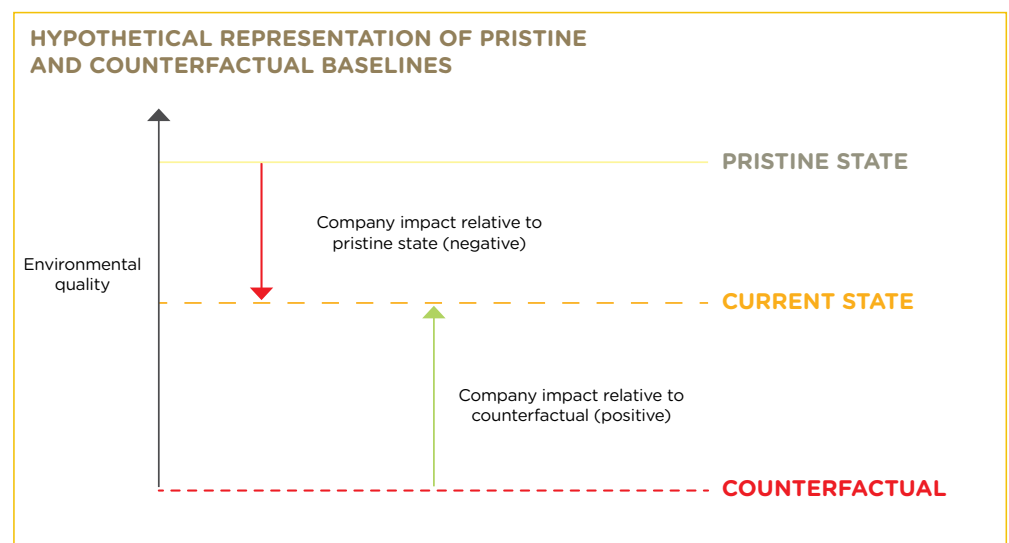 HYPOTHETICAL REPRESENTATION OF PRISTINE
AND COUNTERFACTUAL BASELINES
PRISTINE STATE
Company impact relative to
pristine state (negative)
Environmental
quality
CURRENT STATE
Company impact relative to
counterfactual (positive)
COUNTERFACTUAL